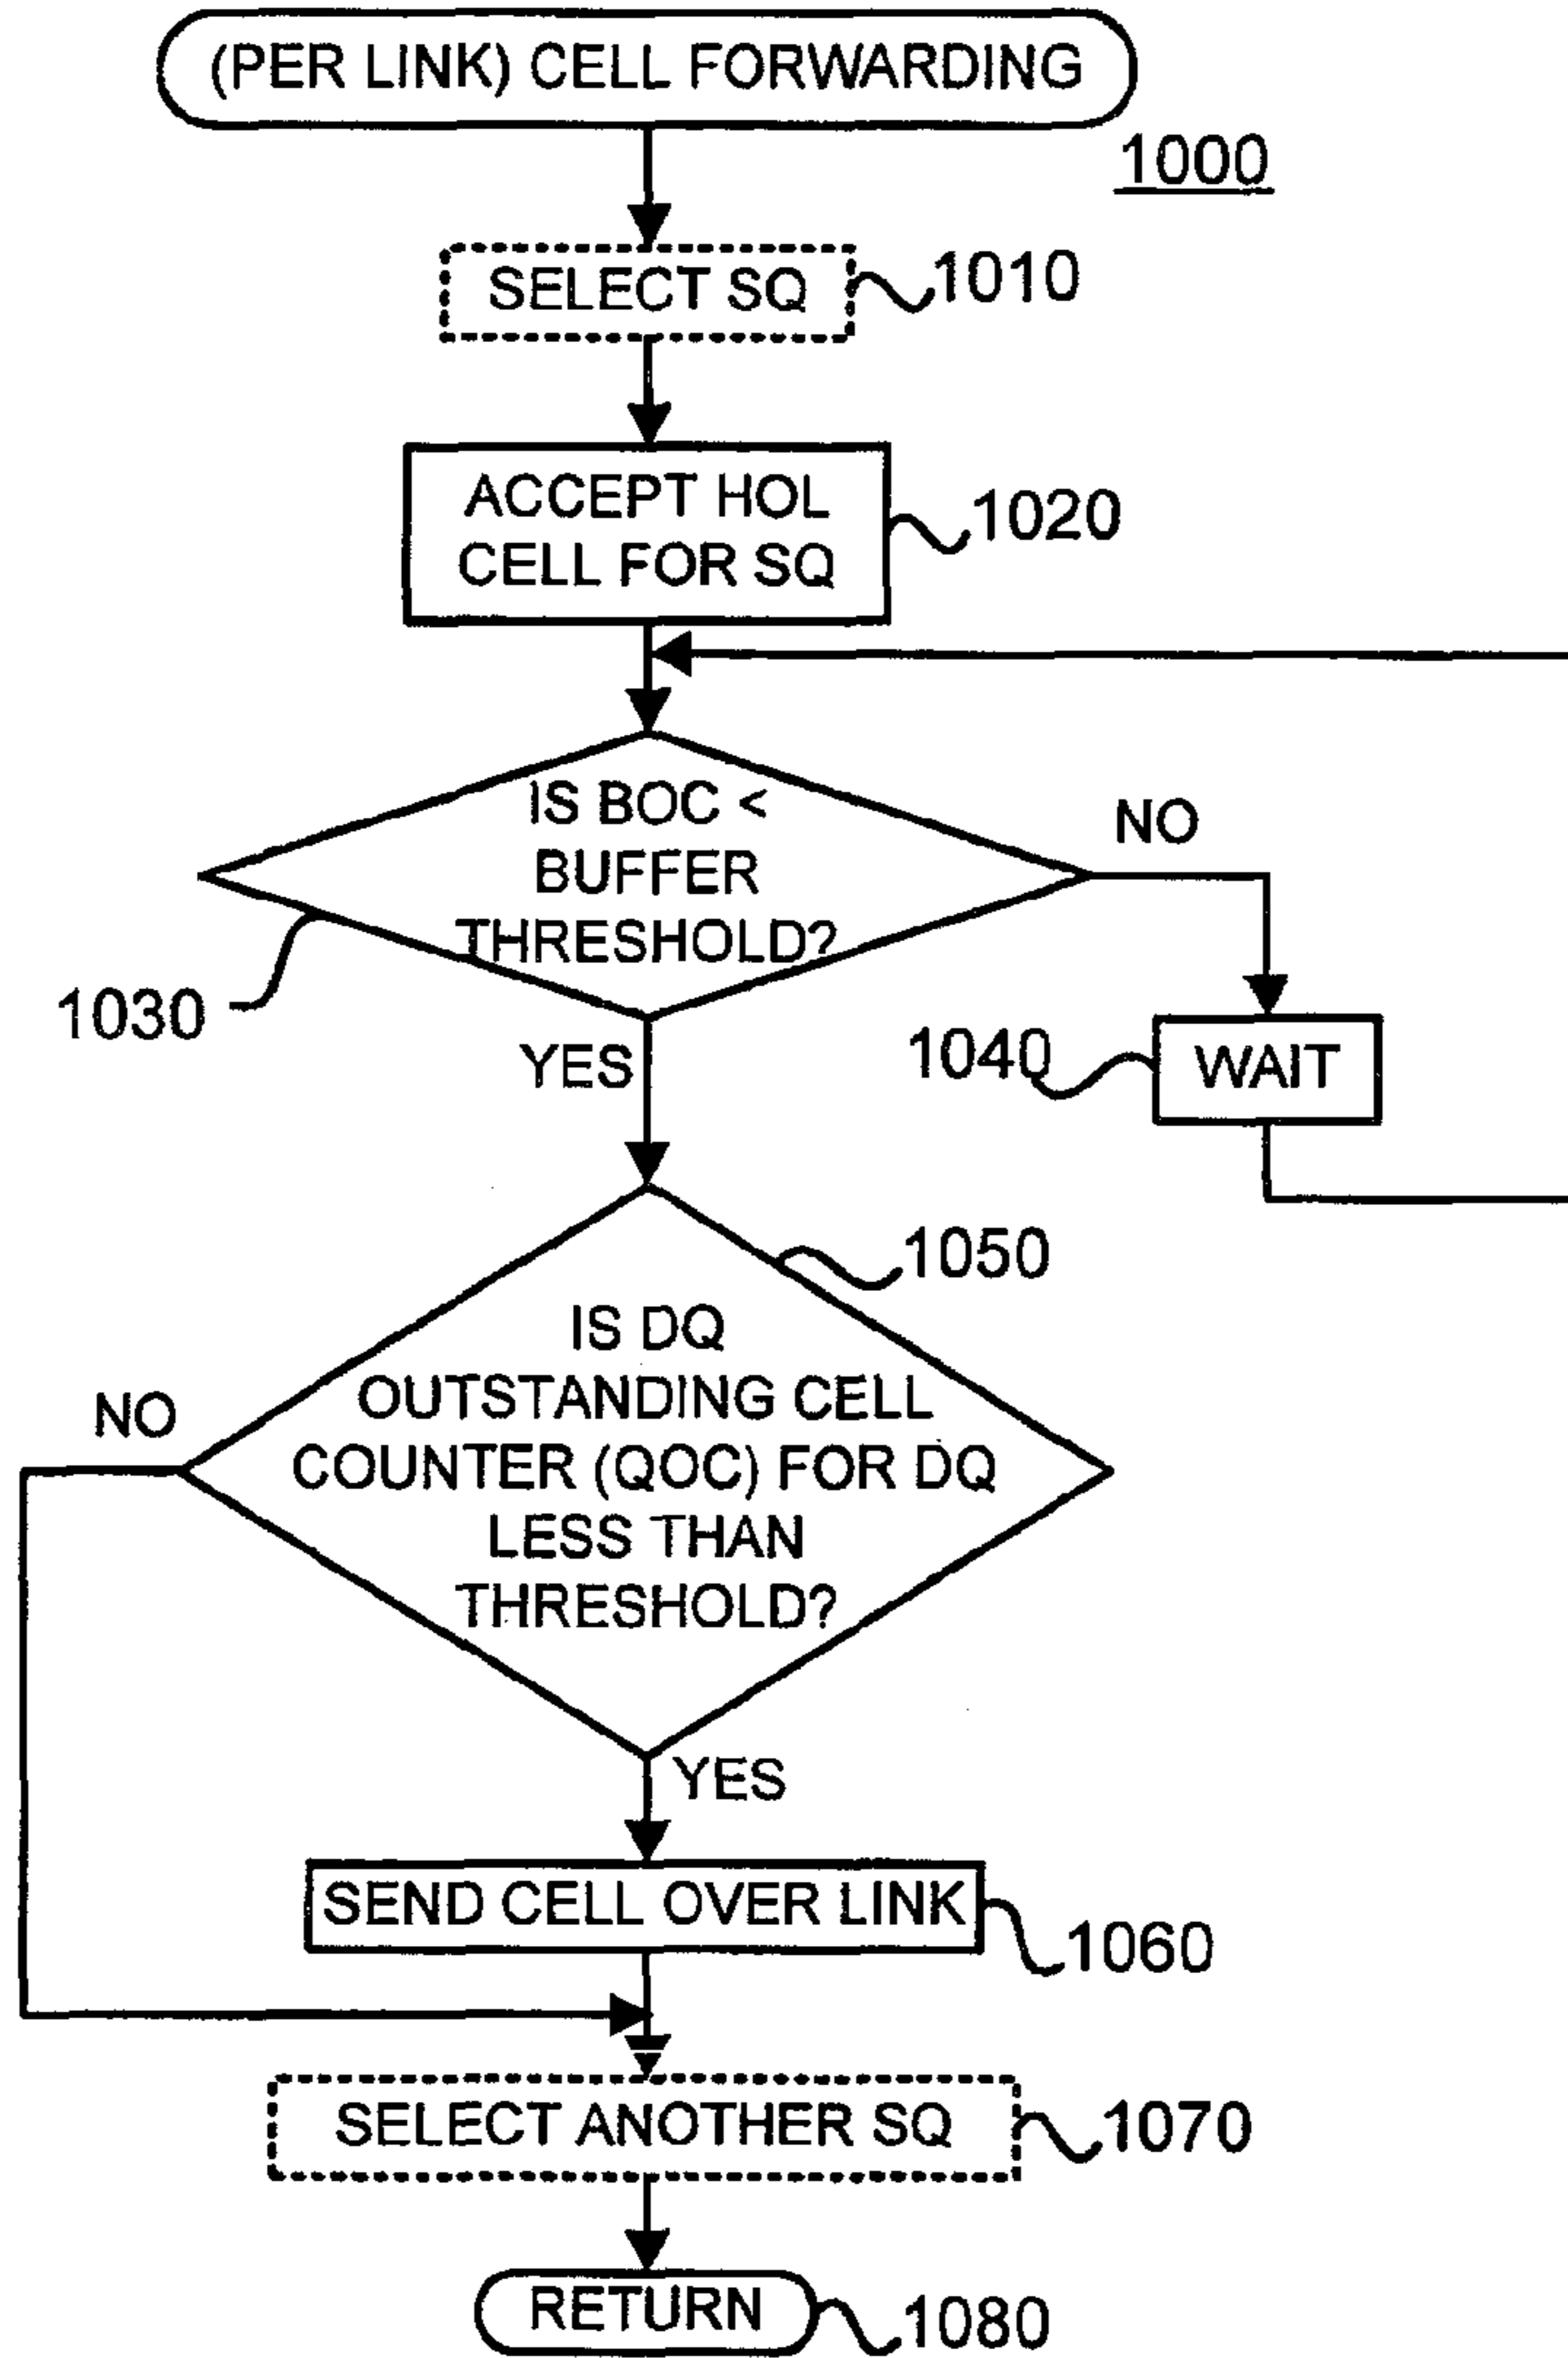 (PER LINK) CELL FORWARDING
1000
SELECT SQ
1010
ACCEPT HOL
CELL FOR SQ
1020
IS BOC <
BUFFER
THRESHOLD?
NO
1030
YES
1040
WAIT
1050
IS DQ
OUTSTANDING CELL
COUNTER (QOC) FOR DQ
LESS THAN
THRESHOLD?
NO
YES
SEND CELL OVER LINK
1060
SELECT ANOTHER SQ
1070
RETURN
1080